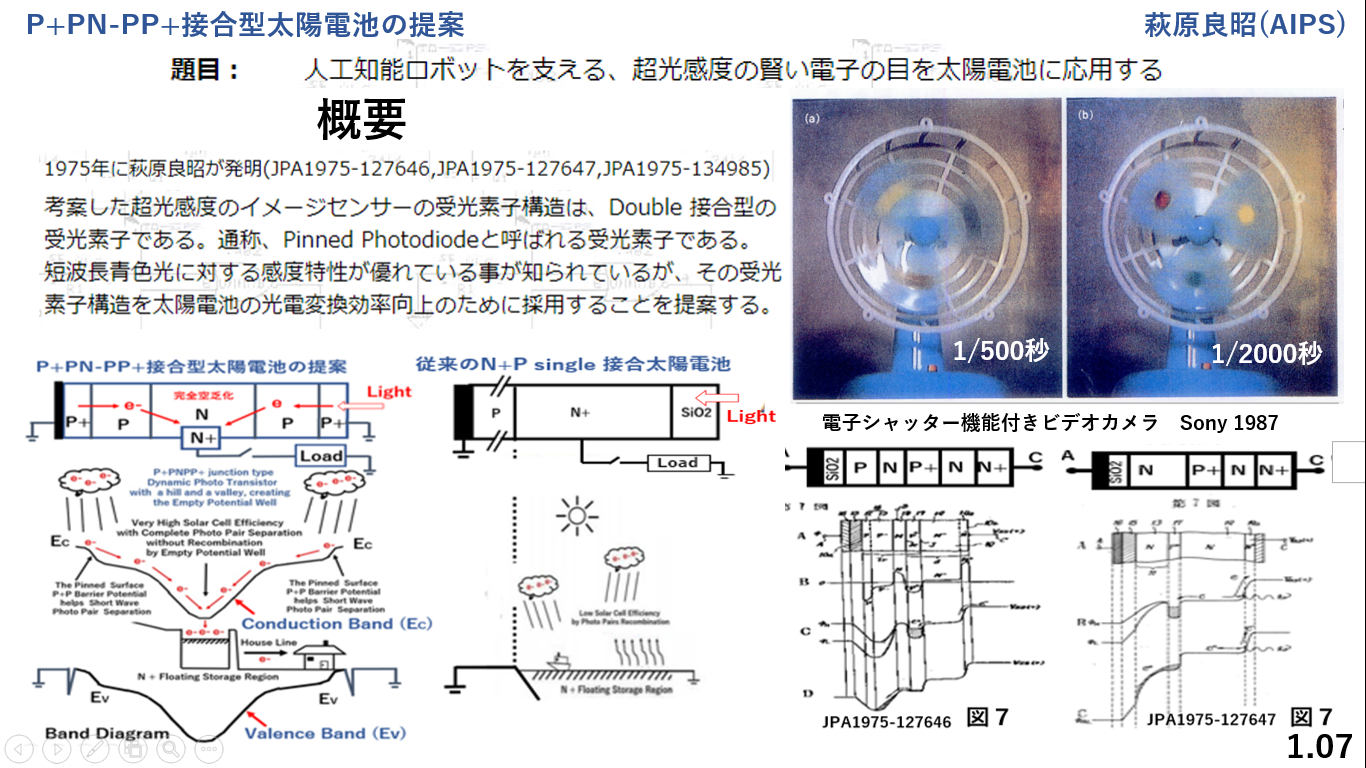 P+PN-PP+接合型太陽電池の提案
萩原良昭(AIPS)
題目： 人工知能ロボットを支える、超光感度の賢い電子の目を太陽電池に応用する
概要
1975年に萩原良昭が発明(JPA1975-127646,JPA1975-127647,JPA1975-134985)
考案した超光感度のイメージセンサーの受光素子構造は、Double 接合型の
受光素子である。通称、Pinned Photodiodeと呼ばれる受光素子である。
短波長青色光に対する感度特性が優れている事が知られているが、その受光
素子構造を太陽電池の光電変換効率向上のために採用することを提案する。
(a)
1/500秒
(b)
1/2000秒
電子シャッター機能付きビデオカメラ Sony 1987
P+PN-PP+接合型太陽電池の提案
完全空乏化
Light
P+ P e- N e P P+
N+
Load
P+PNPP+ junction type
Dynamic Photo Transistor
with a hill and a valley, creating
the Empty Potential Well
e- e- e-
e- e- e-
Very High Solar Cell Efficiency
with Complete Photo Pair Separation
without Recombination
by Empty Potential Well
Ec
Ec
The Pinned Surface
P+P Barrier Potential
helps Short Wave
Photo Pair Separation
The Pinned Surface
P+P Barrier Potential
helps Short Wave
Photo Pair Separation
Conduction Band (Ec)
House Line
e-
N + Floating Storage Region
Ev
Ev
Band Diagram
Valence Band (Ev)
従来のN+P single 接合太陽電池
P N+ SiO2
Light
Load
Low Solar Cell Efficiency
by Photo Pairs Recombination
N + Floating Storage Region
SiO2 P N P+ N N+ C
A SiO2 N P+ N N+ C
第7図
A
B
C
D
JPA1975-127646 図７
A
B
C
JPA1975-127647 図７
1.07